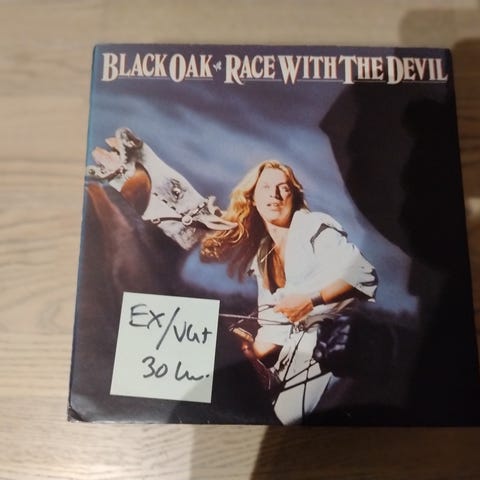 BLACK OAK RACE WITH THE DEVIL
EX/VG+
30 kr.